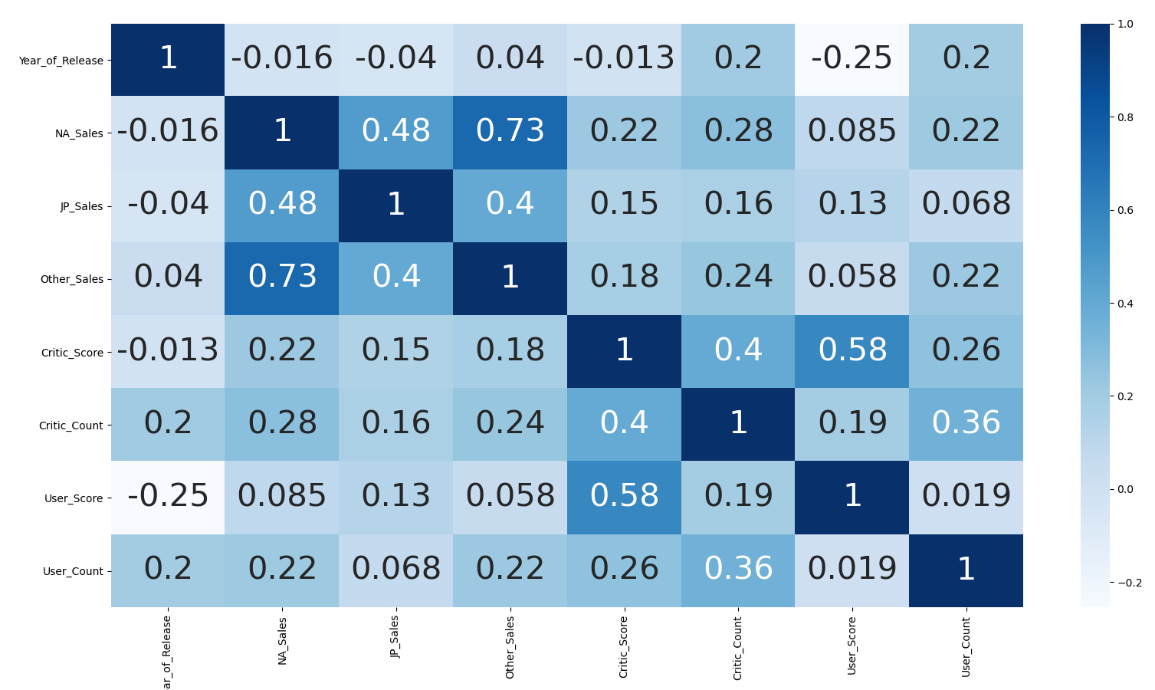 Year_of_Release 1 -0.016 -0.04 0.04 -0.013 0.2 -0.25 0.2
NA_Sales -0.016 1 0.48 0.73 0.22 0.28 0.085 0.22
JP_Sales -0.04 0.48 1 0.4 0.15 0.16 0.13 0.068
Other_Sales 0.04 0.73 0.4 1 0.18 0.24 0.058 0.22
Critic_Score -0.013 0.22 0.15 0.18 1 0.4 0.58 0.26
Critic_Count 0.2 0.28 0.16 0.24 0.4 1 0.19 0.36
User_Score -0.25 0.085 0.13 0.058 0.58 0.19 1 0.019
User_Count 0.2 0.22 0.068 0.22 0.26 0.36 0.019 1
ar_of_Release
NA_Sales
JP_Sales
Other_Sales
Critic_Score
Critic_Count
User_Score
User_Count
1.0
0.8
0.6
0.4
0.2
0.0
−0.2